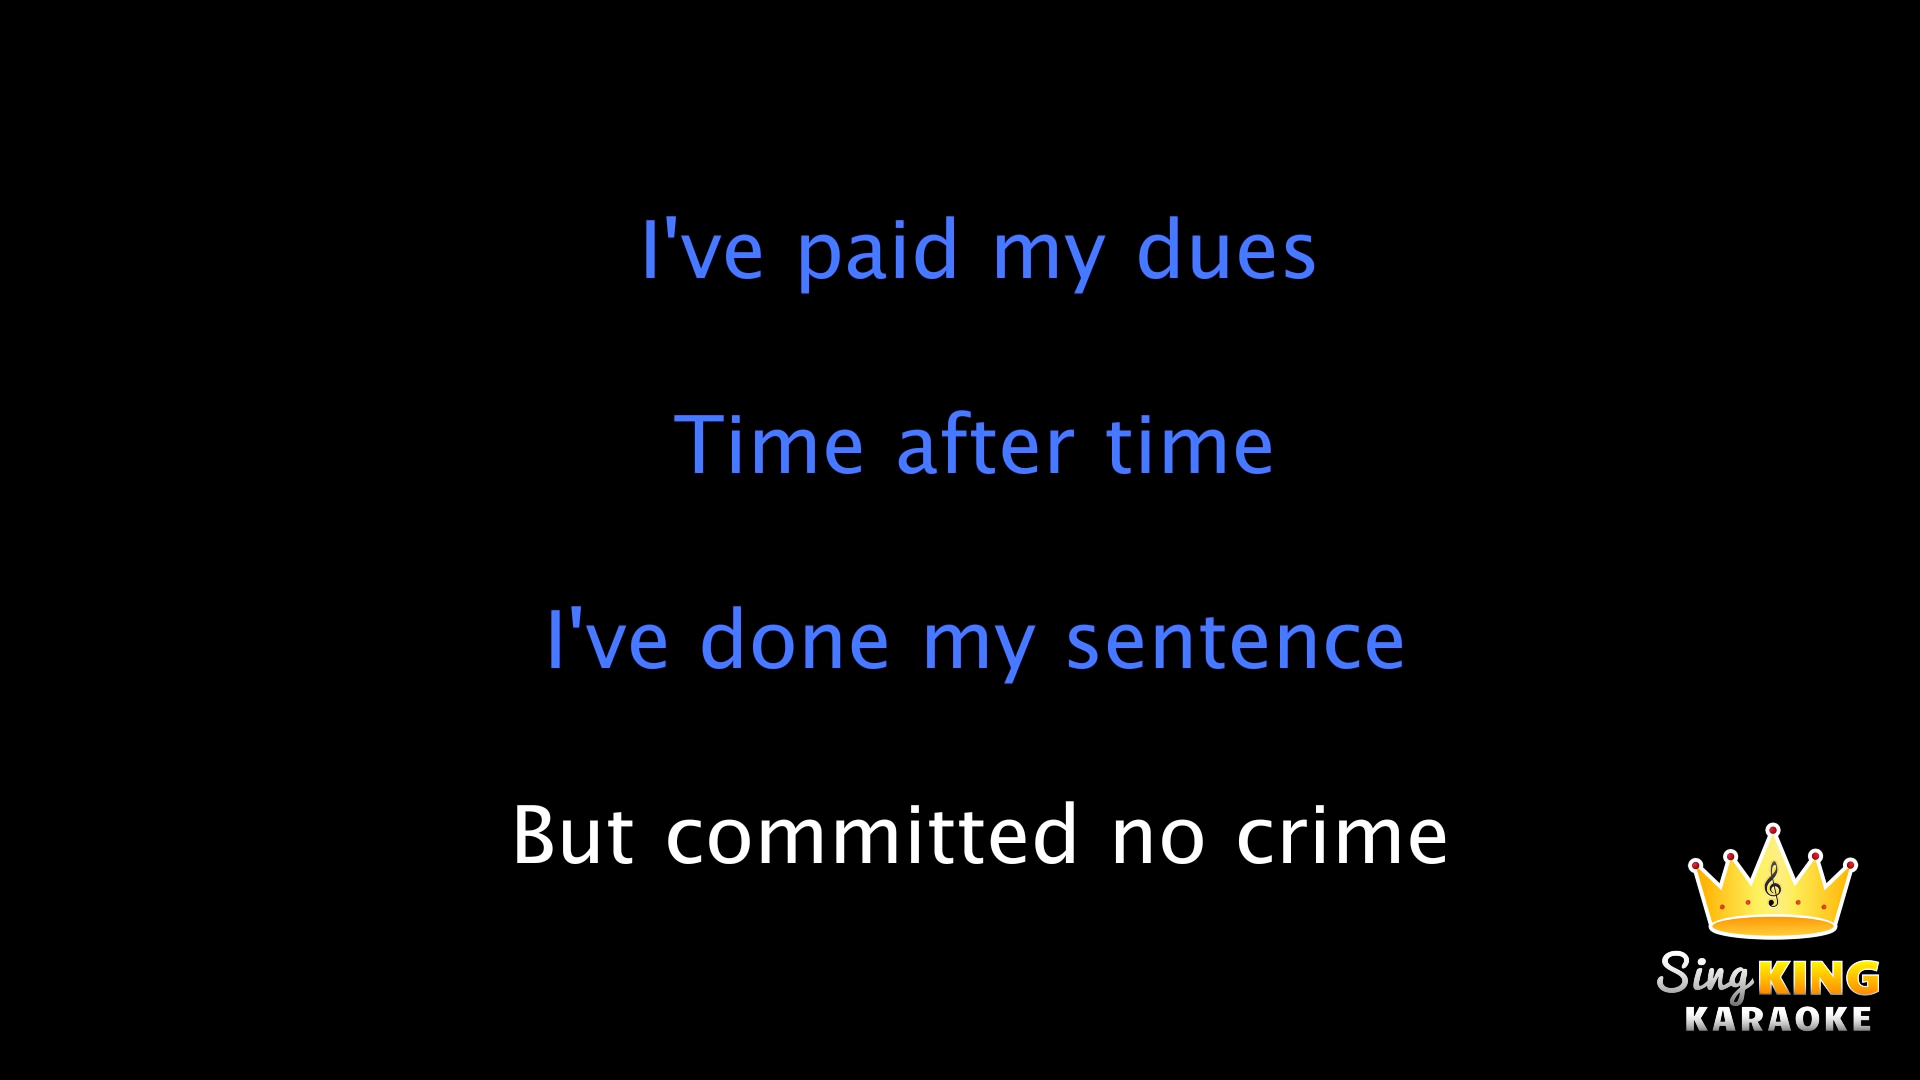 I've paid my dues
Time after time
I've done my sentence
But committed no crime
Sing KING
KARAOKE